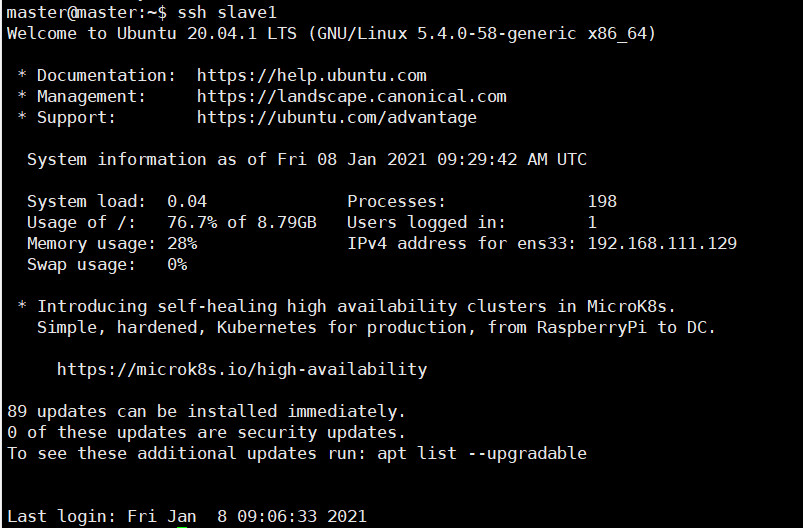 master@master:~$ ssh slave1
Welcome to Ubuntu 20.04.1 LTS (GNU/Linux 5.4.0-58-generic x86_64)
* Documentation:  https://help.ubuntu.com
* Management:     https://landscape.canonical.com
* Support:        https://ubuntu.com/advantage
System information as of Fri 08 Jan 2021 09:29:42 AM UTC
System load:  0.04                  Processes:              198
Usage of /:   76.7% of 8.79GB   Users logged in:        1
Memory usage: 28%               IPv4 address for ens33: 192.168.111.129
Swap usage:   0%
* Introducing self-healing high availability clusters in MicroK8s.
Simple, hardened, Kubernetes for production, from RaspberryPi to DC.
https://microk8s.io/high-availability
89 updates can be installed immediately.
0 of these updates are security updates.
To see these additional updates run: apt list --upgradable
Last login: Fri Jan  8 09:06:33 2021